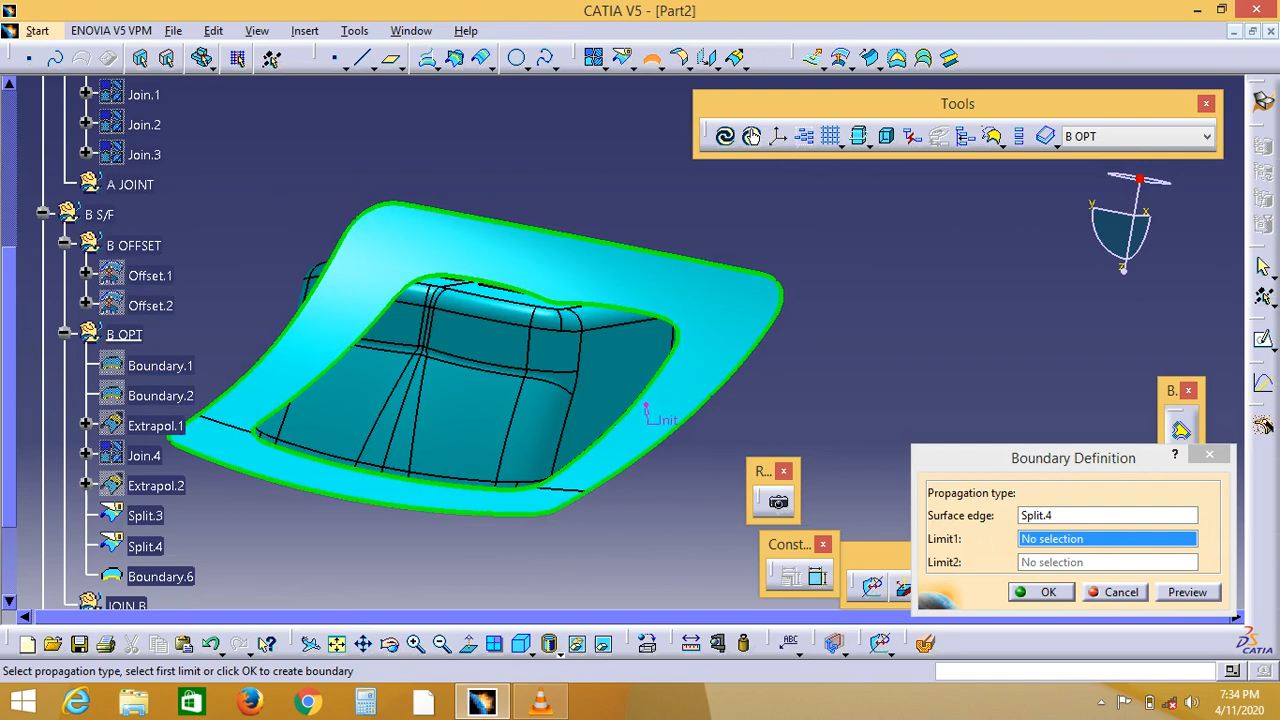 CATIA V5 - [Part2]
Start ENOVIA V5 VPM File Edit View Insert Tools Window Help
Tools
B OPT
Join.1
Join.2
Join.3
A JOINT
B S/F
B OFFSET
Offset.1
Offset.2
B OPT
Boundary.1
Boundary.2
Extrapol.1
Join.4
Extrapol.2
Split.3
Split.4
Boundary.6
JOIN B
y
x
z
Init
B.
R...
Const...
Boundary Definition
?
Propagation type:
Surface edge: Split.4
Limit1: No selection
Limit2: No selection
OK Cancel Preview
ABC
CATIA
Select propagation type, select first limit or click OK to create boundary
7:34 PM
4/11/2020